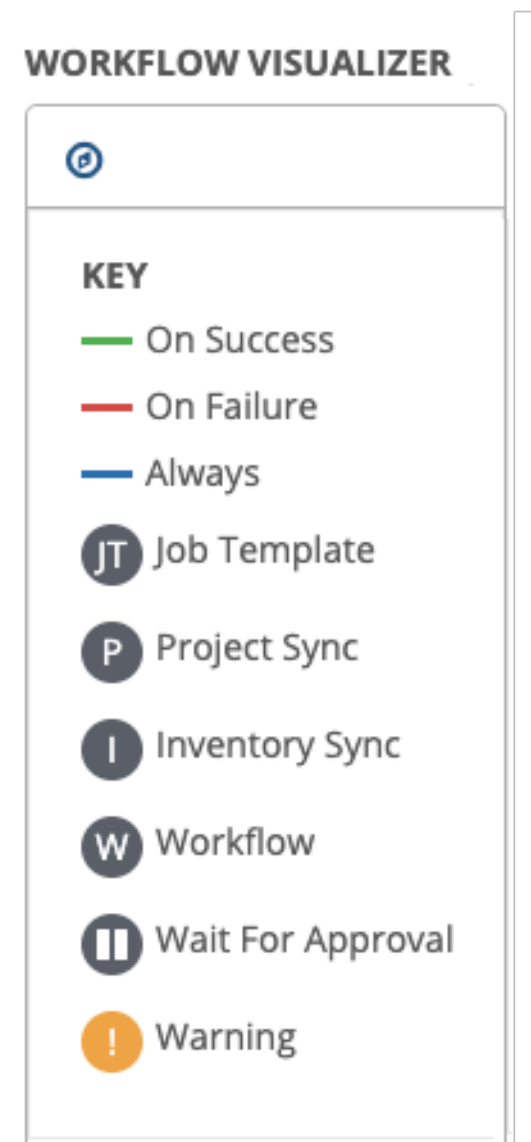 WORKFLOW VISUALIZER
KEY
On Success
On Failure
Always
JT Job Template
P Project Sync
I Inventory Sync
W Workflow
Wait For Approval
! Warning